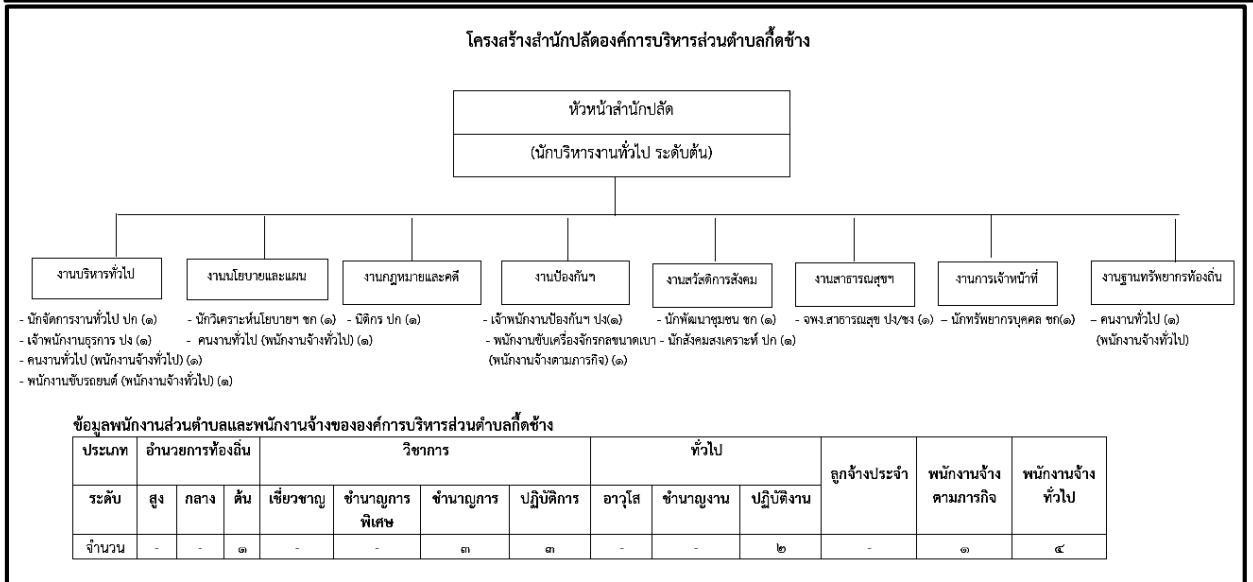 โครงสร้างสำนักปลัดองค์การบริหารส่วนตำบลกี้ดช้าง
หัวหน้าสำนักปลัด
(นักบริหารงานทั่วไป ระดับต้น)
งานบริหารทั่วไป
- นักจัดการงานทั่วไป ปก (๑)
- เจ้าพนักงานธุรการ ปง (๑)
- คนงานทั่วไป (พนักงานจ้างทั่วไป) (๑)
- พนักงานขับรถยนต์ (พนักงานจ้างทั่วไป) (๑)
งานนโยบายและแผน
- นักวิเคราะห์นโยบายฯ ชก (๑)
- คนงานทั่วไป (พนักงานจ้างทั่วไป) (๑)
งานกฎหมายและคดี
- นิติกร ปก (๑)
งานป้องกันฯ
- เจ้าพนักงานป้องกันฯ ปง(๑)
- พนักงานขับเครื่องจักรกลขนาดเบา
(พนักงานจ้างตามภารกิจ) (๑)
งานสวัสดิการสังคม
- นักพัฒนาชุมชน ชก (๑)
- นักสังคมสงเคราะห์ ปก (๑)
งานสาธารณสุขฯ
- จพง.สาธารณสุข ปง/ชง (๑)
งานการเจ้าหน้าที่
– นักทรัพยากรบุคคล ชก(๑)
งานฐานทรัพยากรท้องถิ่น
– คนงานทั่วไป (๑)
(พนักงานจ้างทั่วไป)
ข้อมูลพนักงานส่วนตำบลและพนักงานจ้างขององค์การบริหารส่วนตำบลกี้ดช้าง
ประเภท อำนวยการท้องถิ่น วิชาการ ทั่วไป ลูกจ้างประจำ พนักงานจ้างตามภารกิจ พนักงานจ้างทั่วไป
ระดับ สูง กลาง ต้น เชี่ยวชาญ ชำนาญการพิเศษ ชำนาญการ ปฏิบัติการ อาวุโส ชำนาญงาน ปฏิบัติงาน
จำนวน - - ๑ - - ๓ ๓ - - ๒ - ๑ ๔